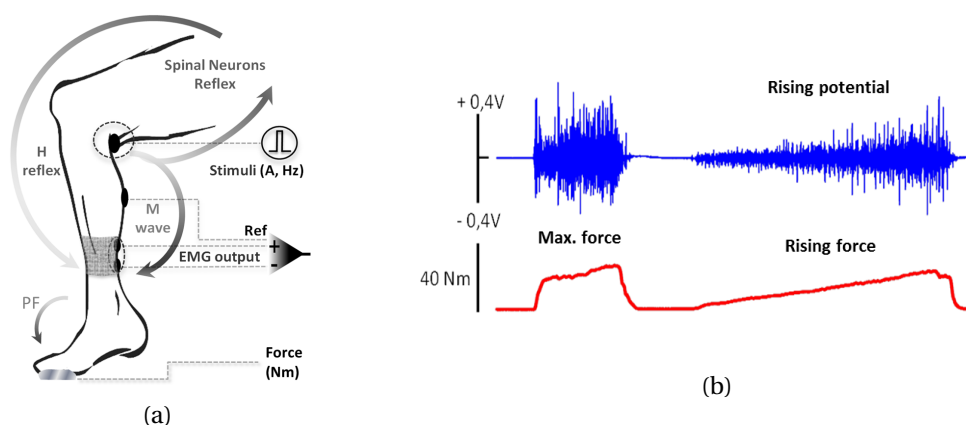 Spinal Neurons
Reflex
H
reflex
Stimuli (A, Hz)
M
wave
Ref
+
EMG output
-
PF
Force
(Nm)
(a)
+ 0,4V
Rising potential
- 0,4V
Max. force
Rising force
40 Nm
(b)